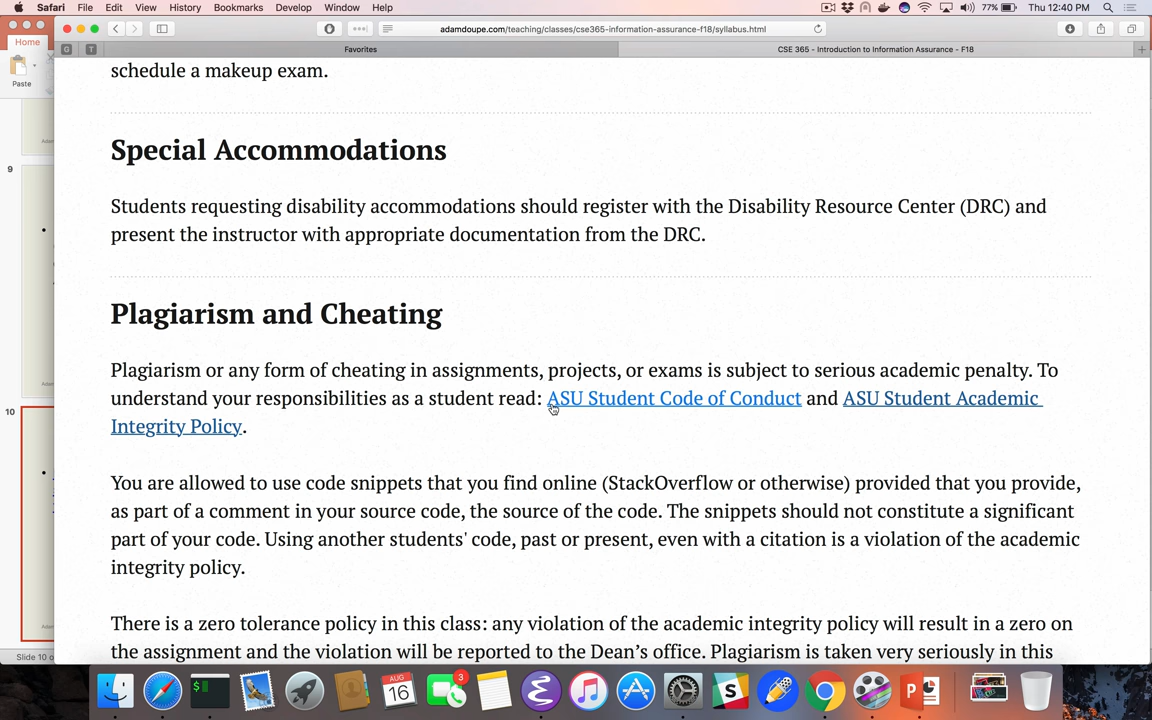 Safari File Edit View History Bookmarks Develop Window Help 77% Thu 12:40 PM
Home
adamdoupe.com/teaching/classes/cse365-information-assurance-f18/syllabus.html
G T Favorites CSE 365 - Introduction to Information Assurance - F18
Paste
schedule a makeup exam.
Adam
Special Accommodations
9
Students requesting disability accommodations should register with the Disability Resource Center (DRC) and
present the instructor with appropriate documentation from the DRC.
Plagiarism and Cheating
Plagiarism or any form of cheating in assignments, projects, or exams is subject to serious academic penalty. To
Adam
understand your responsibilities as a student read: ASU Student Code of Conduct and ASU Student Academic
10
Integrity Policy.
You are allowed to use code snippets that you find online (StackOverflow or otherwise) provided that you provide,
as part of a comment in your source code, the source of the code. The snippets should not constitute a significant
part of your code. Using another students' code, past or present, even with a citation is a violation of the academic
integrity policy.
There is a zero tolerance policy in this class: any violation of the academic integrity policy will result in a zero on
Adam
the assignment and the violation will be reported to the Dean's office. Plagiarism is taken very seriously in this
Slide 10 o
AUG
16
3
$
S
P